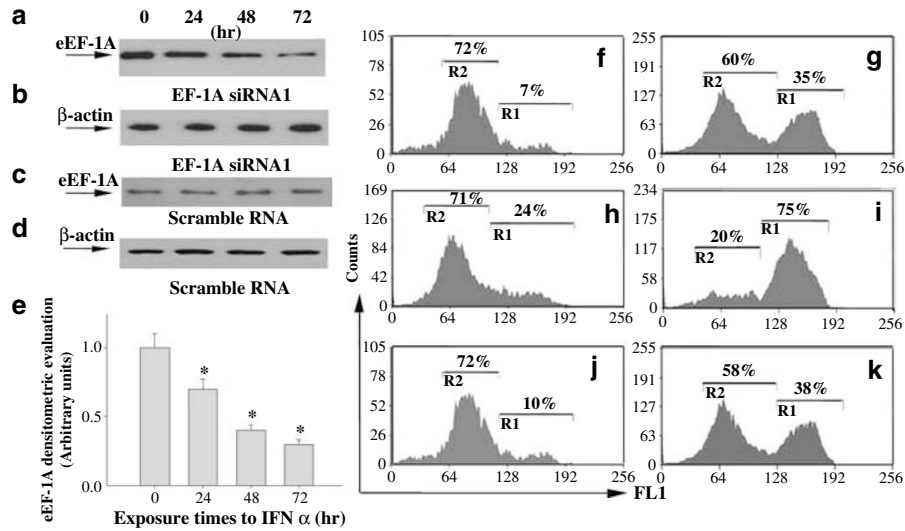 a
0 24 48 72
(hr)
eEF-1A
EF-1A siRNA1
b
β-actin
EF-1A siRNA1
c
eEF-1A
Scramble RNA
d
β-actin
Scramble RNA
e
eEF-1A densitometric evaluation
(Arbitrary units)
1.0
0.5
0.0
* * *
0 24 48 72
Exposure times to IFN α (hr)
f
105
78
52
26
0
72%
R2
7%
R1
0 64 128 192 256
g
255
191
127
63
0
60%
R2
35%
R1
0 64 128 192 256
h
169
126
84
42
0
71%
R2
24%
R1
0 64 128 192 256
i
234
175
117
58
0
20%
R2
75%
R1
0 64 128 192 256
j
105
78
52
26
0
72%
R2
10%
R1
0 64 128 192 256
k
255
191
127
63
0
58%
R2
38%
R1
0 64 128 192 256
Counts
FL1